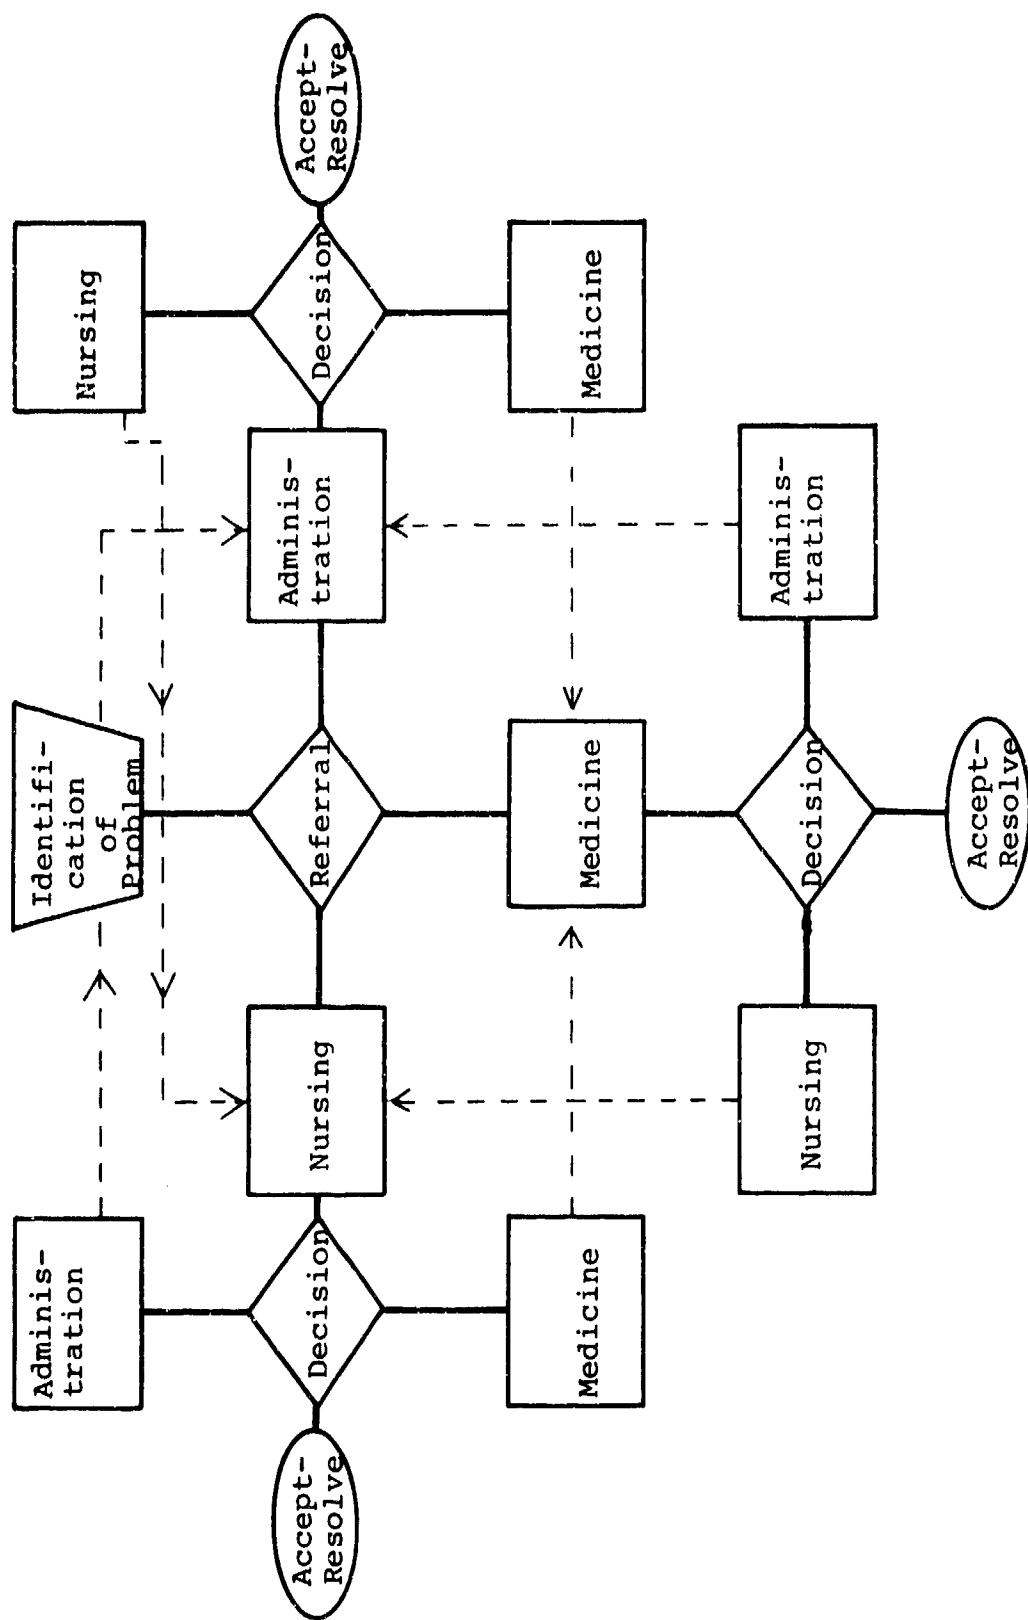 Adminis-
tration
Identifi-
cation
of
Problem
Nursing
Accept-
Resolve
Decision
Nursing
Referral
Adminis-
tration
Decision
Accept-
Resolve
Medicine
Medicine
Medicine
Nursing
Decision
Adminis-
tration
Accept-
Resolve